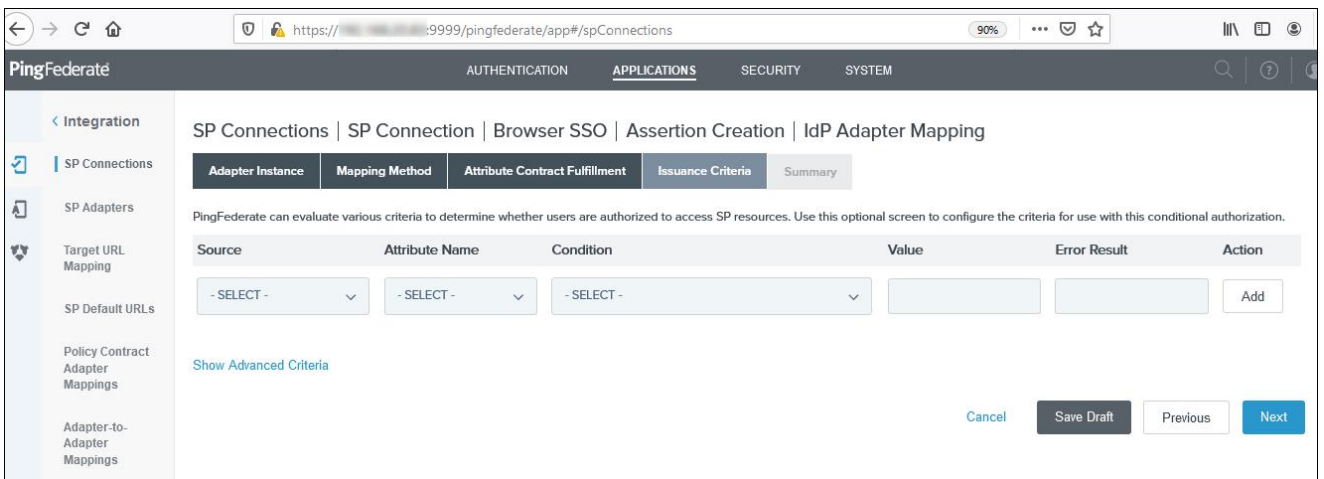 https:// :9999/pingfederate/app#/spConnections 90%
PingFederate AUTHENTICATION APPLICATIONS SECURITY SYSTEM
Integration
SP Connections
SP Adapters
Target URL
Mapping
SP Default URLs
Policy Contract
Adapter
Mappings
Adapter-to-
Adapter
Mappings
SP Connections | SP Connection | Browser SSO | Assertion Creation | IdP Adapter Mapping
Adapter Instance Mapping Method Attribute Contract Fulfillment Issuance Criteria Summary
PingFederate can evaluate various criteria to determine whether users are authorized to access SP resources. Use this optional screen to configure the criteria for use with this conditional authorization.
Source Attribute Name Condition Value Error Result Action
- SELECT - - SELECT - - SELECT - Add
Show Advanced Criteria
Cancel Save Draft Previous Next